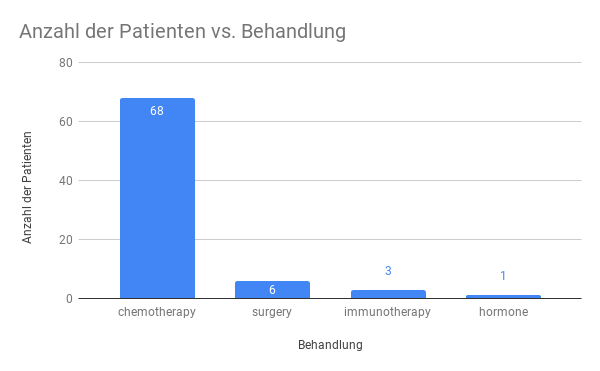 Anzahl der Patienten vs. Behandlung
80
60
40
20
0
Anzahl der Patienten
68
6
3
1
chemotherapy
surgery
immunotherapy
hormone
Behandlung